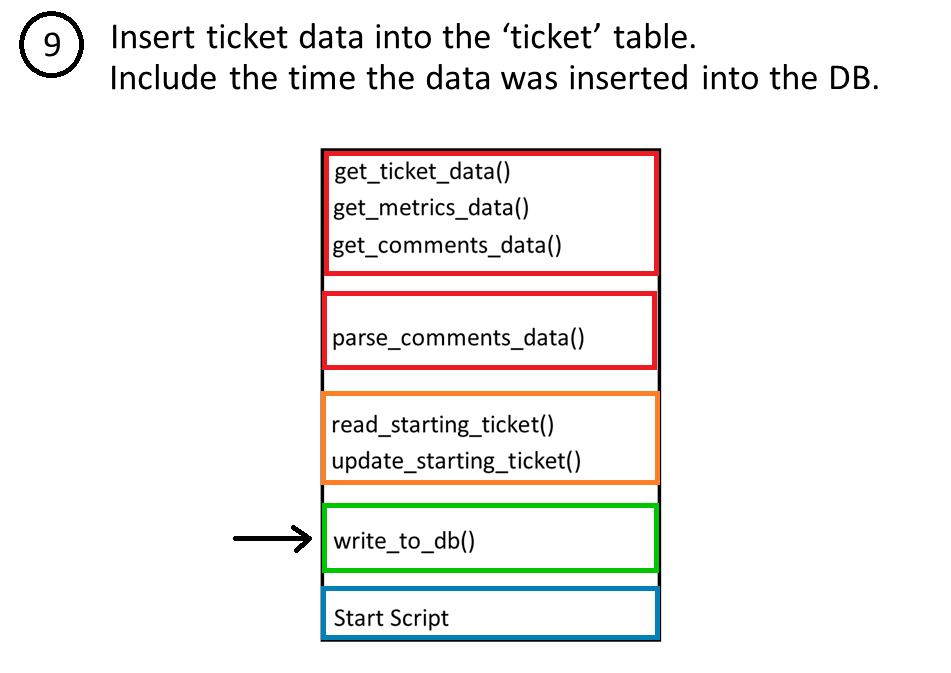 9
Insert ticket data into the ‘ticket’ table.
Include the time the data was inserted into the DB.
get_ticket_data()
get_metrics_data()
get_comments_data()
parse_comments_data()
read_starting_ticket()
update_starting_ticket()
write_to_db()
Start Script